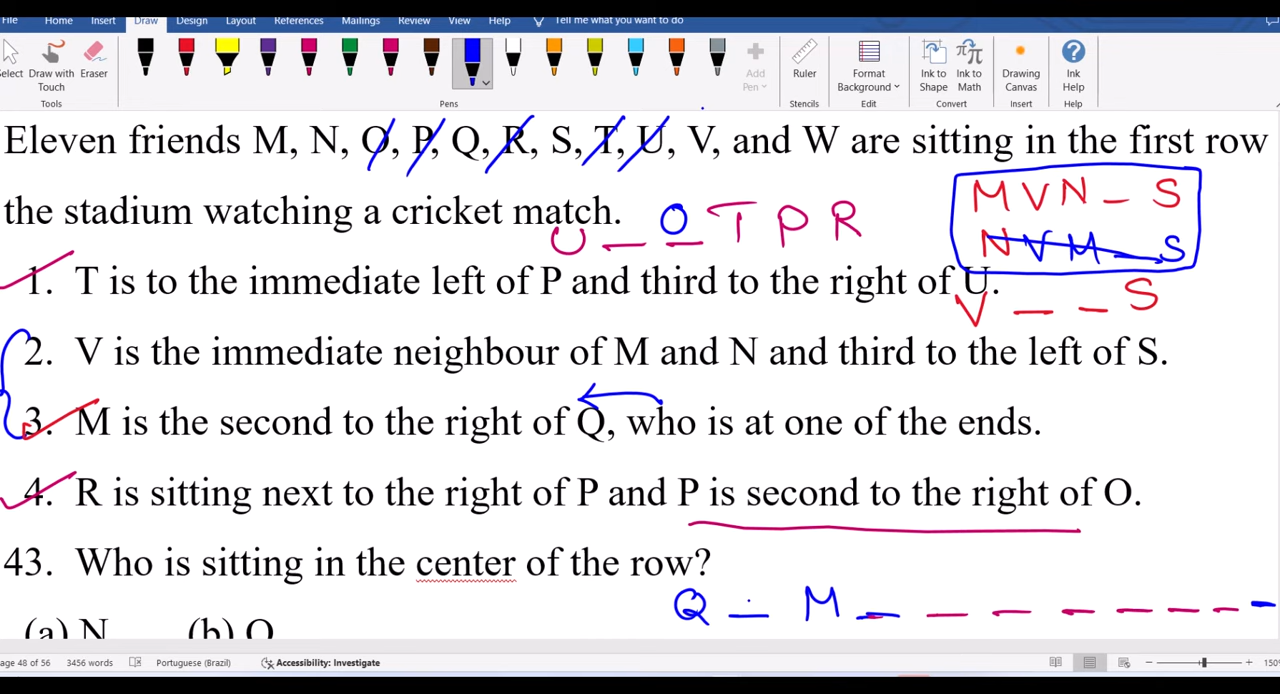 File Home Insert Draw Design Layout References Mailings Review View Help Tell me what you want to do
Select Draw with Touch Eraser Add Pen Ruler Format Background Ink to Shape Ink to Math Drawing Canvas Ink Help
Tools Pens Stencils Edit Convert Insert Help
Eleven friends M, N, O, P, Q, R, S, T, U, V, and W are sitting in the first row
M V N _ S
the stadium watching a cricket match.
U _ O T P R
N V M _ S
1. T is to the immediate left of P and third to the right of U.
V _ _ S
2. V is the immediate neighbour of M and N and third to the left of S.
3. M is the second to the right of Q, who is at one of the ends.
4. R is sitting next to the right of P and P is second to the right of O.
43. Who is sitting in the center of the row?
Q _ M _ _ _ _ _ _ _ _
(a) N (b) O
age 48 of 56 3456 words Portuguese (Brazil) Accessibility: Investigate 150